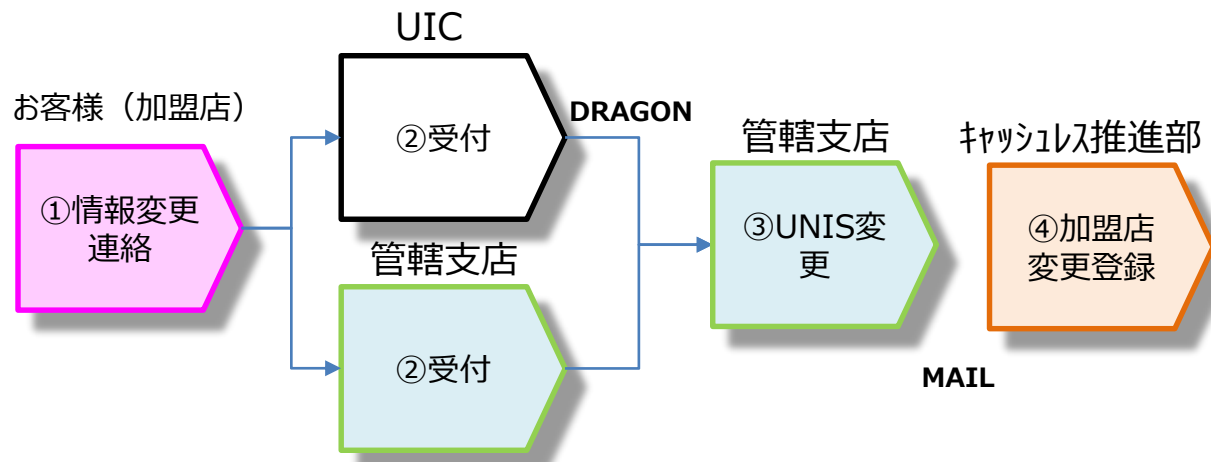 お客様（加盟店）
①情報変更
連絡
UIC
②受付
DRAGON
管轄支店
②受付
管轄支店
③UNIS変
更
MAIL
ｷｬｯｼｭﾚｽ推進部
④加盟店
変更登録